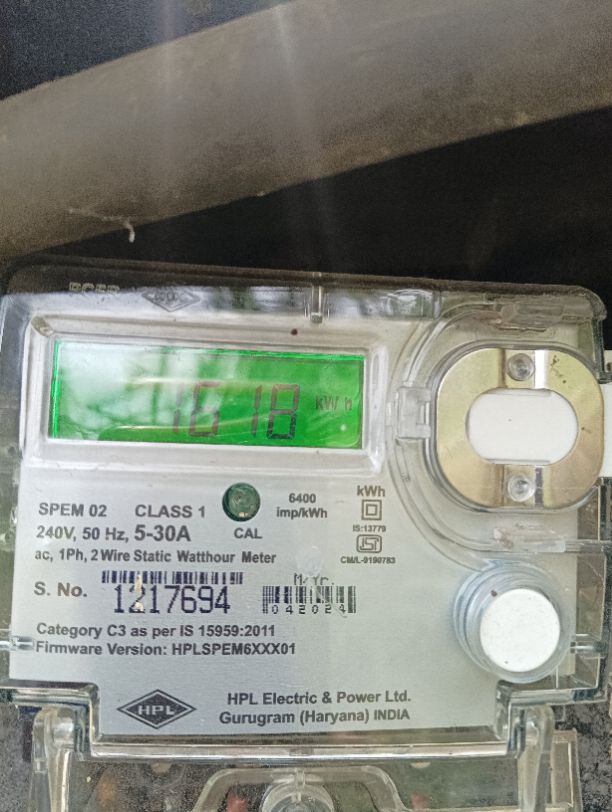 1618 kWh
SPEM 02 CLASS 1
240V, 50 Hz, 5-30A
CAL
6400
imp/kWh
kWh
IS:13779
CM/L-9190783
ac, 1Ph, 2 Wire Static Watthour Meter
S. No. 1217694
M/Yr.
042024
Category C3 as per IS 15959:2011
Firmware Version: HPLSPEM6XXX01
HPL
HPL Electric & Power Ltd.
Gurugram (Haryana) INDIA